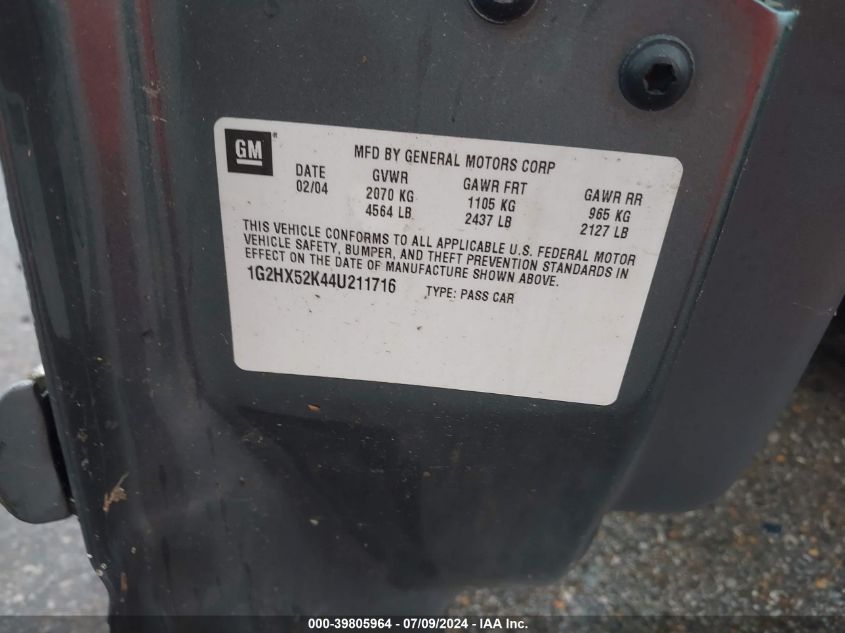 GM ®
MFD BY GENERAL MOTORS CORP
DATE GVWR GAWR FRT GAWR RR
02/04 2070 KG 1105 KG 965 KG
4564 LB 2437 LB 2127 LB
THIS VEHICLE CONFORMS TO ALL APPLICABLE U.S. FEDERAL MOTOR
VEHICLE SAFETY, BUMPER, AND THEFT PREVENTION STANDARDS IN
EFFECT ON THE DATE OF MANUFACTURE SHOWN ABOVE.
1G2HX52K44U211716 TYPE: PASS CAR
000-39805964 - 07/09/2024 - IAA Inc.